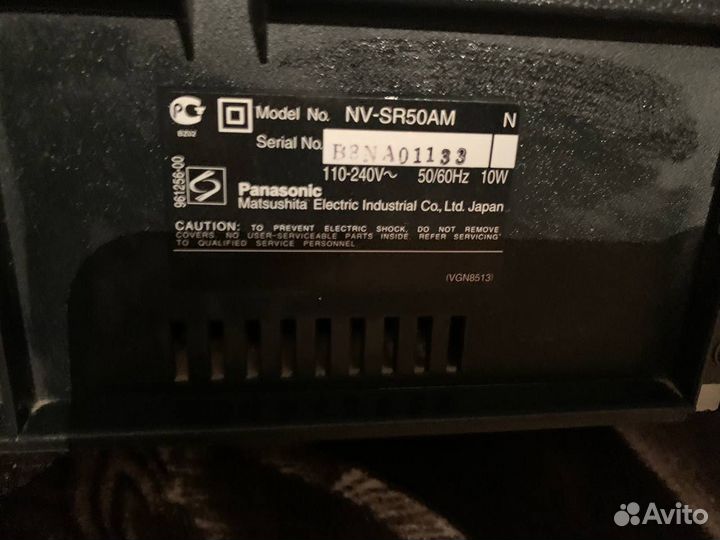 PG
BZ02
Model No. NV-SR50AM N
Serial No. B8NA01133
110-240V~ 50/60Hz 10W
961256-00
Panasonic
Matsushita Electric Industrial Co., Ltd. Japan
CAUTION: TO PREVENT ELECTRIC SHOCK, DO NOT REMOVE
COVERS. NO USER-SERVICEABLE PARTS INSIDE. REFER SERVICING
TO QUALIFIED SERVICE PERSONNEL.
(VGN8513)
Avito